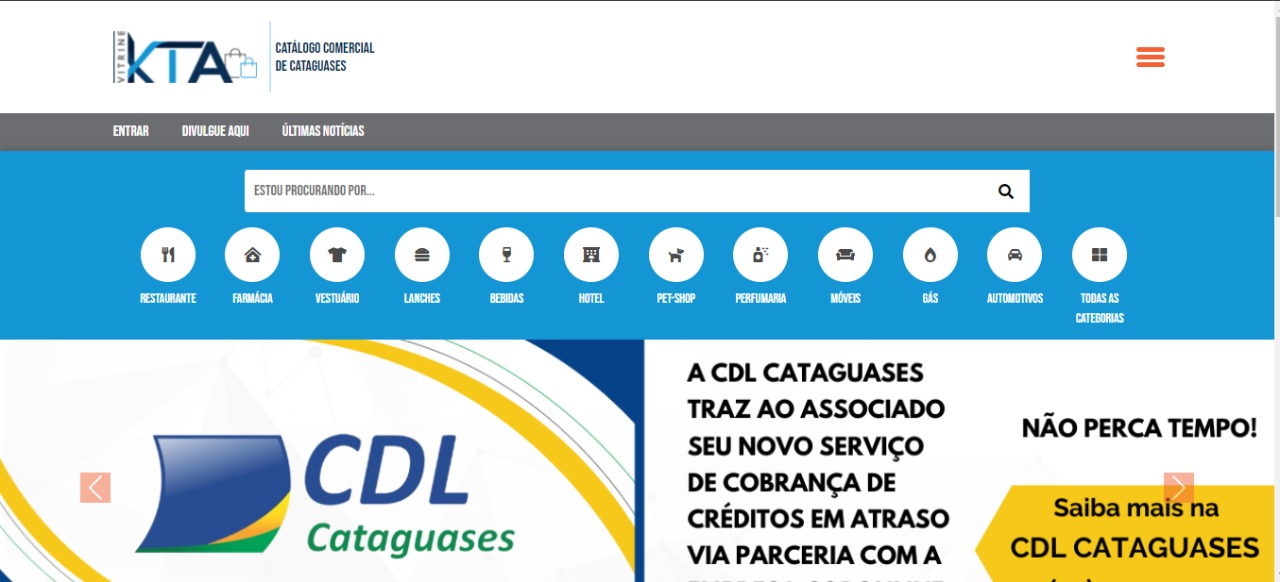 VITRINE
KTA
CATÁLOGO COMERCIAL
DE CATAGUASES
ENTRAR DIVULGUE AQUI ÚLTIMAS NOTÍCIAS
ESTOU PROCURANDO POR...
RESTAURANTE FARMÁCIA VESTUÁRIO LANCHES BEBIDAS HOTEL PET-SHOP PERFUMARIA MÓVEIS GÁS AUTOMOTIVOS TODAS AS
CATEGORIAS
CDL
Cataguases
A CDL CATAGUASES
TRAZ AO ASSOCIADO
SEU NOVO SERVIÇO
DE COBRANÇA DE
CRÉDITOS EM ATRASO
VIA PARCERIA COM A
NÃO PERCA TEMPO!
Saiba mais na
CDL CATAGUASES